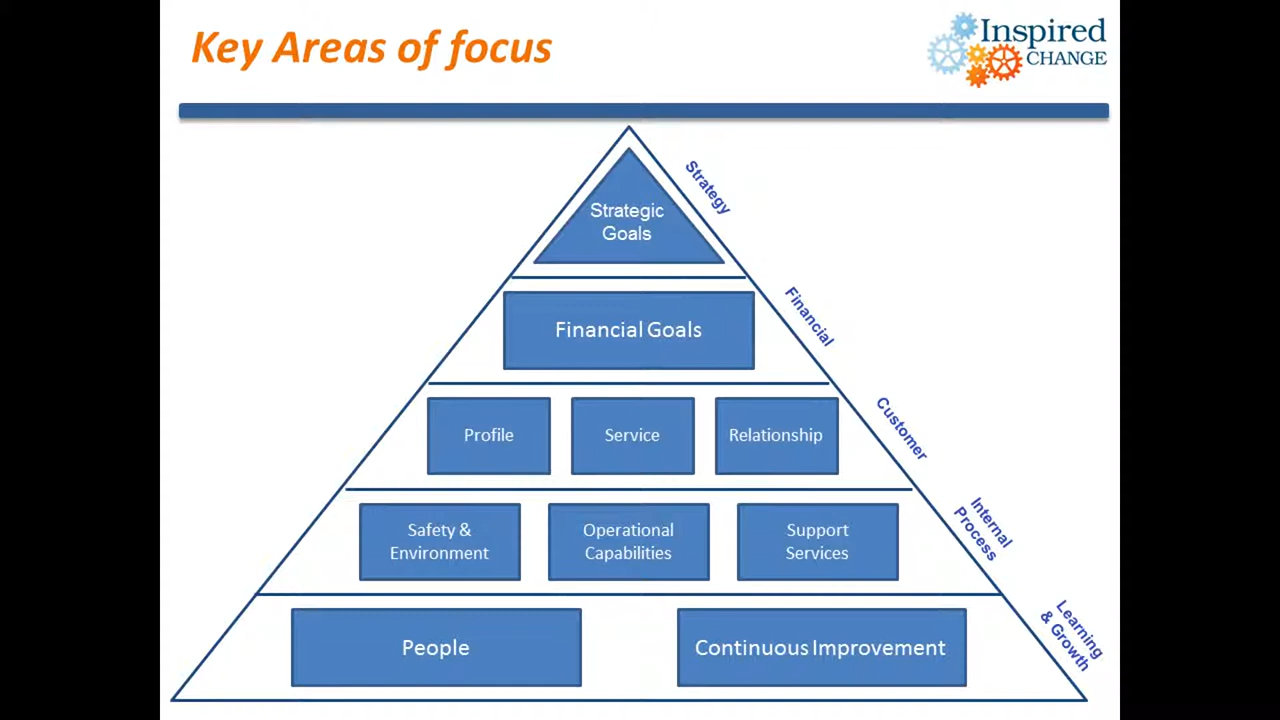 Key Areas of focus
Inspired
CHANGE
Strategy
Strategic
Goals
Financial
Financial Goals
Customer
Profile
Service
Relationship
Internal
Process
Safety &
Environment
Operational
Capabilities
Support
Services
Learning
& Growth
People
Continuous Improvement